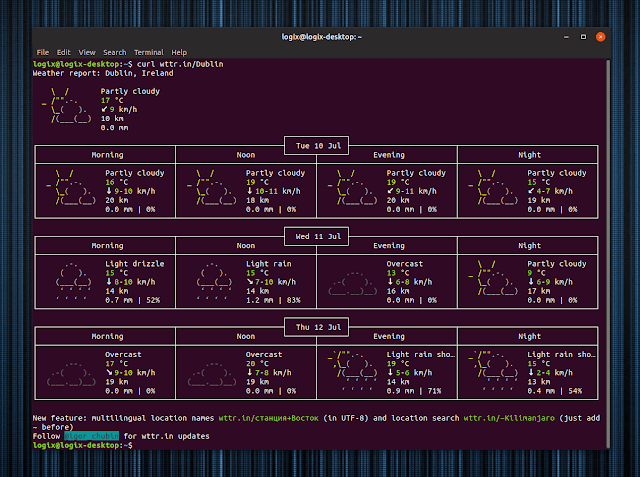 logix@logix-desktop: ~
File Edit View Search Terminal Help
logix@logix-desktop:~$ curl wttr.in/Dublin
Weather report: Dublin, Ireland
Partly cloudy
17 °C
↙ 9 km/h
10 km
0.0 mm
Tue 10 Jul
Morning Noon Evening Night
Partly cloudy Partly cloudy Partly cloudy Partly cloudy
16 °C 19 °C 19 °C 15 °C
↓ 9-10 km/h ↓ 10-11 km/h ↙ 9-11 km/h ↙ 4-7 km/h
20 km 18 km 20 km 19 km
0.0 mm | 0% 0.0 mm | 0% 0.0 mm | 0% 0.0 mm | 0%
Wed 11 Jul
Morning Noon Evening Night
Light drizzle Light rain Overcast Partly cloudy
15 °C 15 °C 13 °C 9 °C
↓ 8-10 km/h ↘ 7-10 km/h ↓ 6-8 km/h ↓ 6-9 km/h
14 km 14 km 16 km 17 km
0.7 mm | 52% 1.2 mm | 83% 0.0 mm | 0% 0.0 mm | 0%
Thu 12 Jul
Morning Noon Evening Night
Overcast Overcast Light rain sho… Light rain sho…
17 °C 20 °C 19 °C 15 °C
↘ 9-10 km/h ↓ 7-8 km/h ↓ 5-6 km/h ↓ 2-4 km/h
19 km 19 km 14 km 13 km
0.0 mm | 0% 0.0 mm | 0% 0.9 mm | 71% 0.4 mm | 54%
New feature: multilingual location names wttr.in/станция+Восток (in UTF-8) and location search wttr.in/~Kilimanjaro (just add
~ before)
Follow @igor_chubin for wttr.in updates
logix@logix-desktop:~$